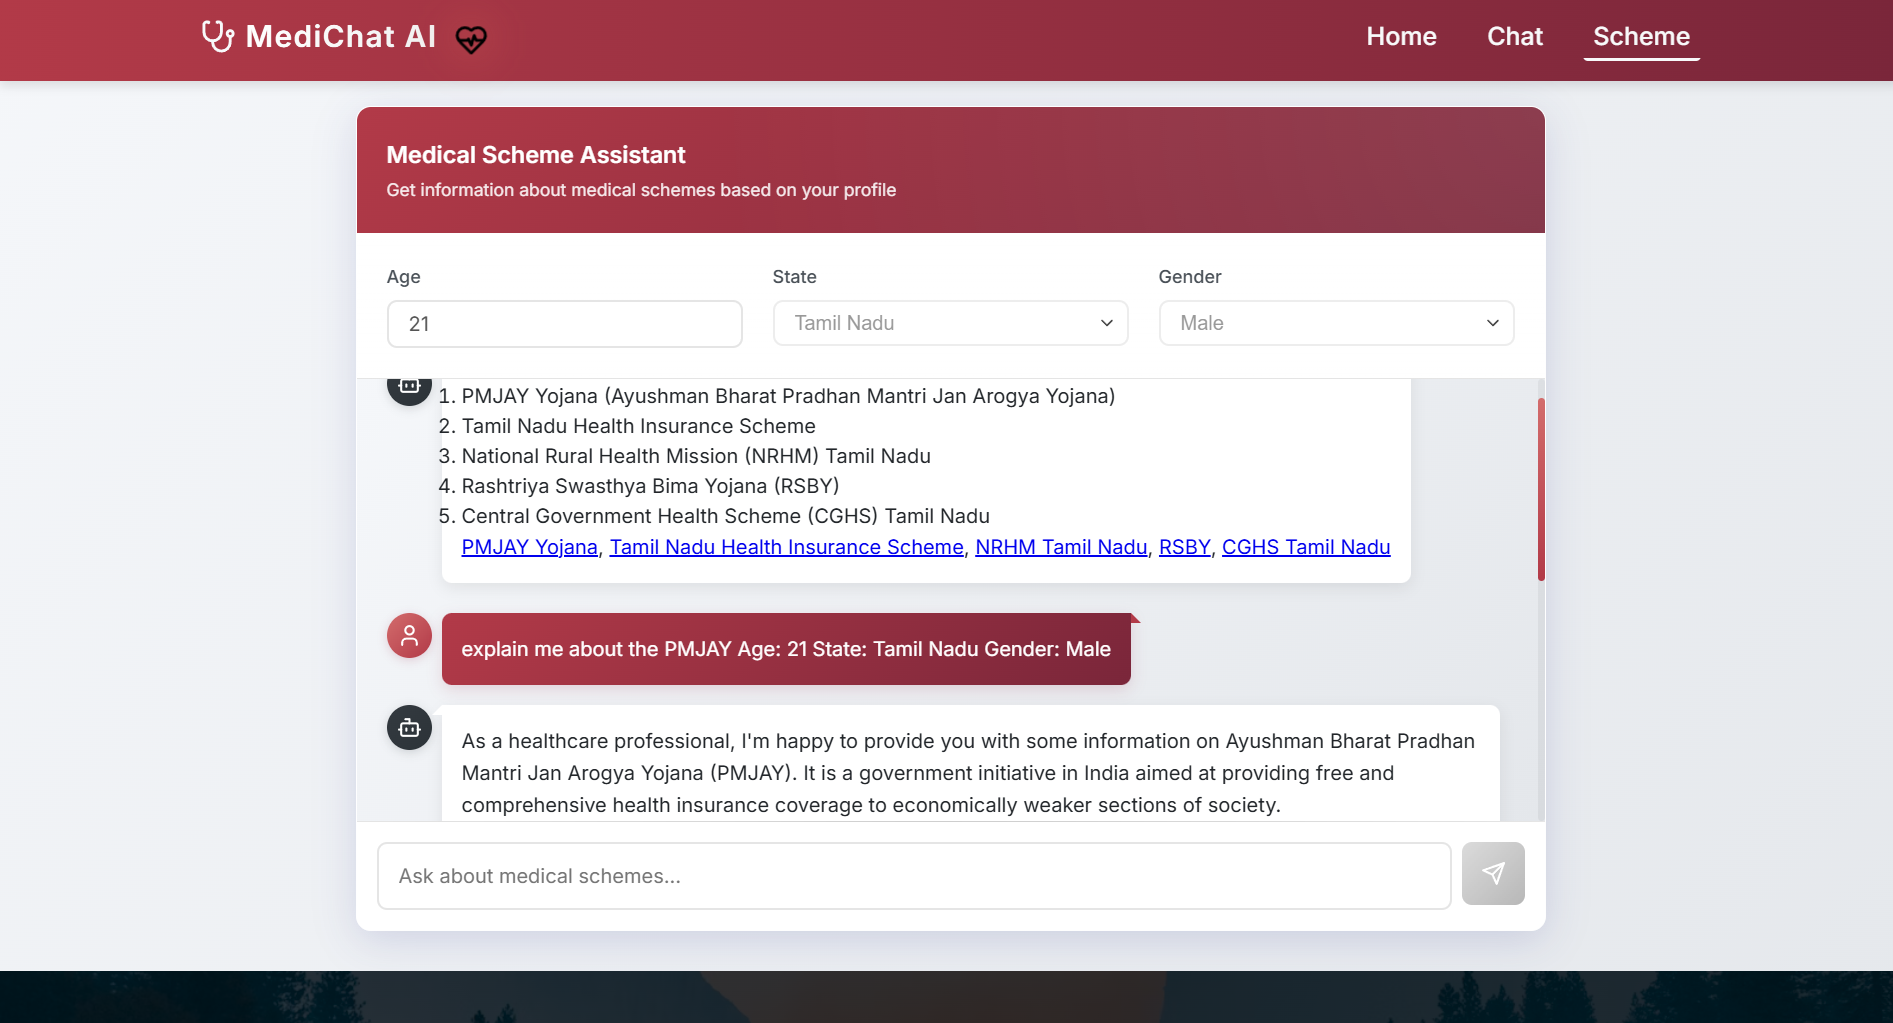 MediChat AI
Home
Chat
Scheme
Medical Scheme Assistant
Get information about medical schemes based on your profile
Age
State
Gender
21
Tamil Nadu
Male
1. PMJAY Yojana (Ayushman Bharat Pradhan Mantri Jan Arogya Yojana)
2. Tamil Nadu Health Insurance Scheme
3. National Rural Health Mission (NRHM) Tamil Nadu
4. Rashtriya Swasthya Bima Yojana (RSBY)
5. Central Government Health Scheme (CGHS) Tamil Nadu
PMJAY Yojana, Tamil Nadu Health Insurance Scheme, NRHM Tamil Nadu, RSBY, CGHS Tamil Nadu
explain me about the PMJAY Age: 21 State: Tamil Nadu Gender: Male
As a healthcare professional, I'm happy to provide you with some information on Ayushman Bharat Pradhan
Mantri Jan Arogya Yojana (PMJAY). It is a government initiative in India aimed at providing free and
comprehensive health insurance coverage to economically weaker sections of society.
Ask about medical schemes...